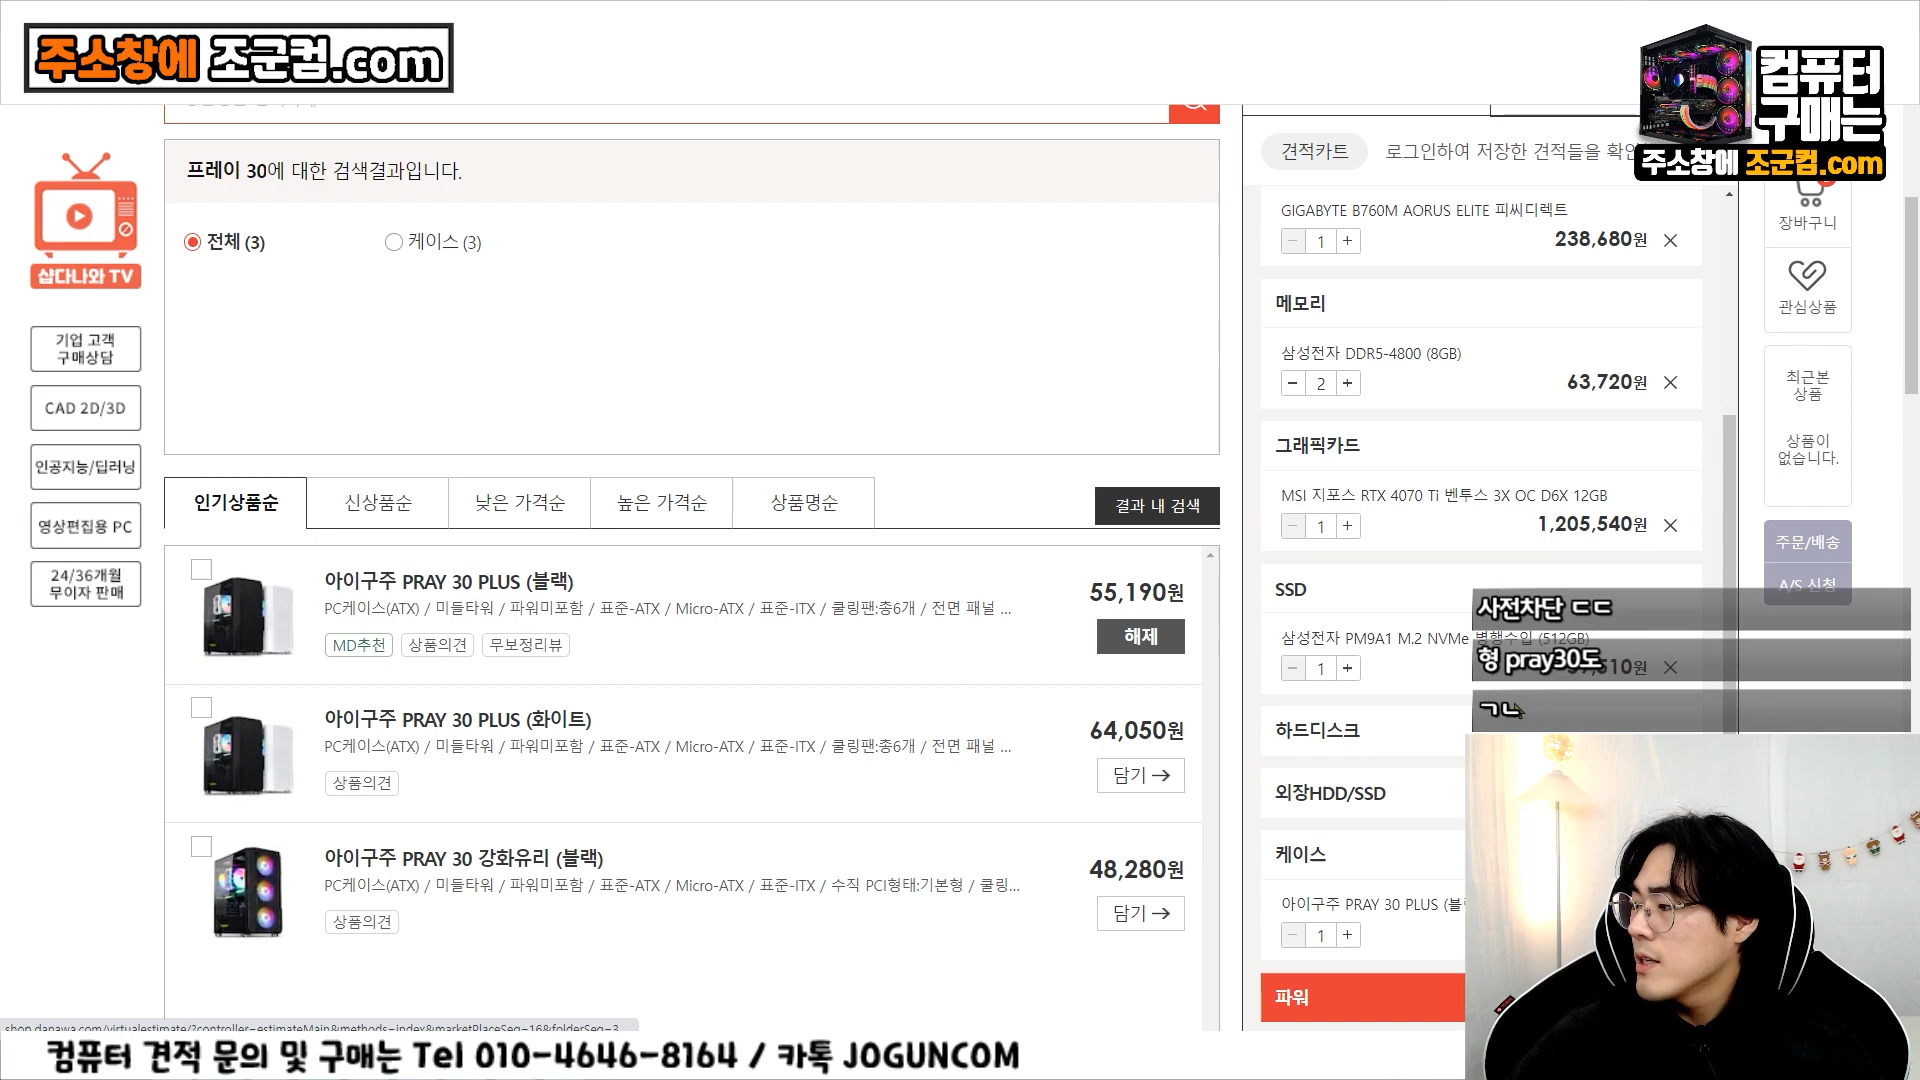 주소창에 조군컴.com
컴퓨터
구매는
주소창에 조군컴.com
샵다나와 TV
기업 고객
구매상담
CAD 2D/3D
인공지능/딥러닝
영상편집용 PC
24/36개월
무이자 판매
프레이 30에 대한 검색결과입니다.
전체 (3)
케이스 (3)
인기상품순
신상품순
낮은 가격순
높은 가격순
상품명순
결과 내 검색
아이구주 PRAY 30 PLUS (블랙)
PC케이스(ATX) / 미들타워 / 파워미포함 / 표준-ATX / Micro-ATX / 표준-ITX / 쿨링팬:총6개 / 전면 패널 ...
MD추천 상품의견 무보정리뷰
55,190원
해제
아이구주 PRAY 30 PLUS (화이트)
PC케이스(ATX) / 미들타워 / 파워미포함 / 표준-ATX / Micro-ATX / 표준-ITX / 쿨링팬:총6개 / 전면 패널 ...
상품의견
64,050원
담기
아이구주 PRAY 30 강화유리 (블랙)
PC케이스(ATX) / 미들타워 / 파워미포함 / 표준-ATX / Micro-ATX / 표준-ITX / 수직 PCI형태:기본형 / 쿨링...
상품의견
48,280원
담기
견적카트
로그인하여 저장한 견적들을
GIGABYTE B760M AORUS ELITE 피씨디렉트
1
238,680원
메모리
삼성전자 DDR5-4800 (8GB)
2
63,720원
그래픽카드
MSI 지포스 RTX 4070 Ti 벤투스 3X OC D6X 12GB
1
1,205,540원
SSD
삼성전자 PM9A1 M.2 NVMe 병행수입 (512GB)
1
하드디스크
외장HDD/SSD
케이스
아이구주 PRAY 30 PLUS
1
파워
장바구니
관심상품
최근본
상품
상품이
없습니다.
주문/배송
A/S 신청
사전차단 ㄷㄷ
형 pray30도
ㄱㄴ
shop.danawa.com/virtualestimate/?controller=estimateMain&methods=index&marketPlaceSeq=16&folderSeq=3
컴퓨터 견적 문의 및 구매는 Tel 010-4646-8164 / 카톡 JOGUNCOM